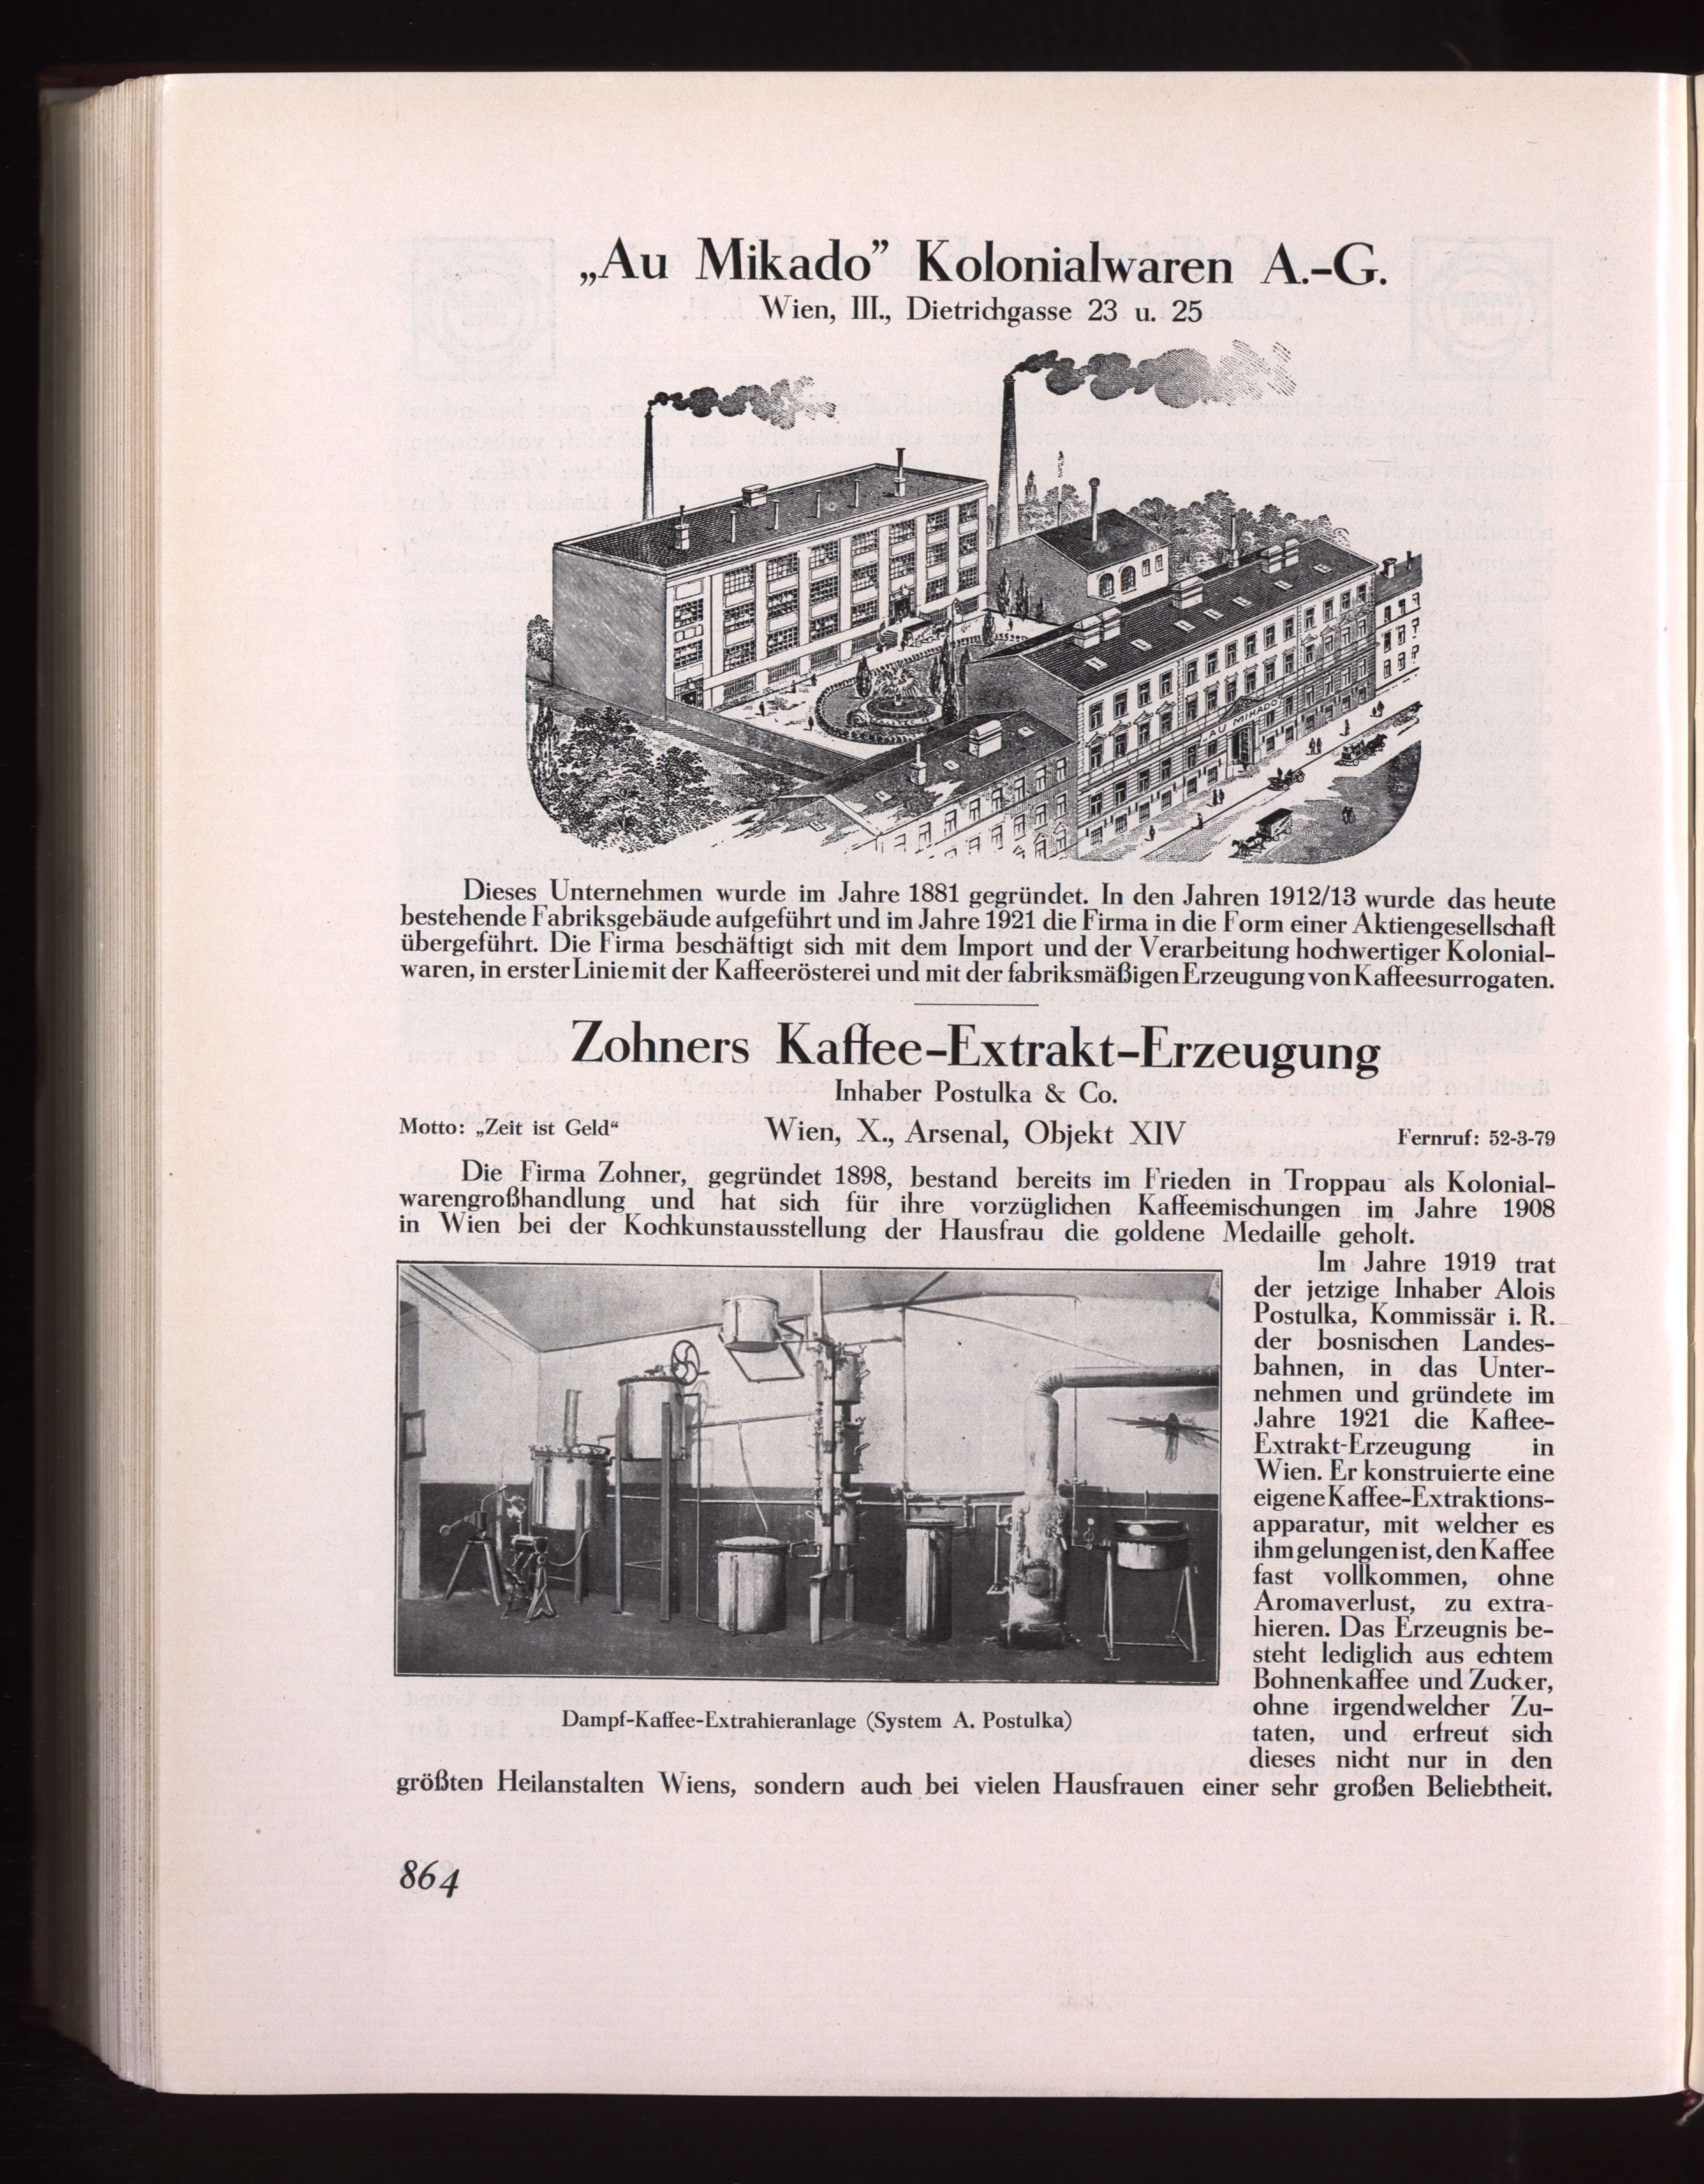 „Au Mikado” Kolonialwaren A.-G.
Wien, III., Dietrichgasse 23 u. 25
AU MIKADO
Dieses Unternehmen wurde im Jahre 1881 gegründet. In den Jahren 1912/13 wurde das heute
bestehende Fabriksgebäude aufgeführt und im Jahre 1921 die Firma in die Form einer Aktiengesellschaft
übergeführt. Die Firma beschäftigt sich mit dem Import und der Verarbeitung hochwertiger Kolonial-
waren, in erster Linie mit der Kaffeerösterei und mit der fabriksmäßigen Erzeugung von Kaffeesurrogaten.
Zohners Kaffee-Extrakt-Erzeugung
Inhaber Postulka & Co.
Motto: „Zeit ist Geld“ Wien, X., Arsenal, Objekt XIV Fernruf: 52-3-79
Die Firma Zohner, gegründet 1898, bestand bereits im Frieden in Troppau als Kolonial-
warengroßhandlung und hat sich für ihre vorzüglichen Kaffeemischungen im Jahre 1908
in Wien bei der Kochkunstausstellung der Hausfrau die goldene Medaille geholt.
Im Jahre 1919 trat
der jetzige Inhaber Alois
Postulka, Kommissär i. R.
der bosnischen Landes-
bahnen, in das Unter-
nehmen und gründete im
Jahre 1921 die Kaffee-
Extrakt-Erzeugung in
Wien. Er konstruierte eine
eigene Kaffee-Extraktions-
apparatur, mit welcher es
ihm gelungen ist, den Kaffee
fast vollkommen, ohne
Aromaverlust, zu extra-
hieren. Das Erzeugnis be-
steht lediglich aus echtem
Bohnenkaffee und Zucker,
ohne irgendwelcher Zu-
taten, und erfreut sich
dieses nicht nur in den
größten Heilanstalten Wiens, sondern auch bei vielen Hausfrauen einer sehr großen Beliebtheit.
Dampf-Kaffee-Extrahieranlage (System A. Postulka)
864